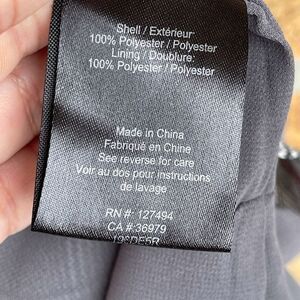 Shell / Extérieur:
100% Polyester / Polyester
Lining / Doublure:
100% Polyester / Polyester
Made in China
Fabriqué en China
See reverse for care
Voir au dos pour instructions
de lavage
RN #: 127494
CA #:36979